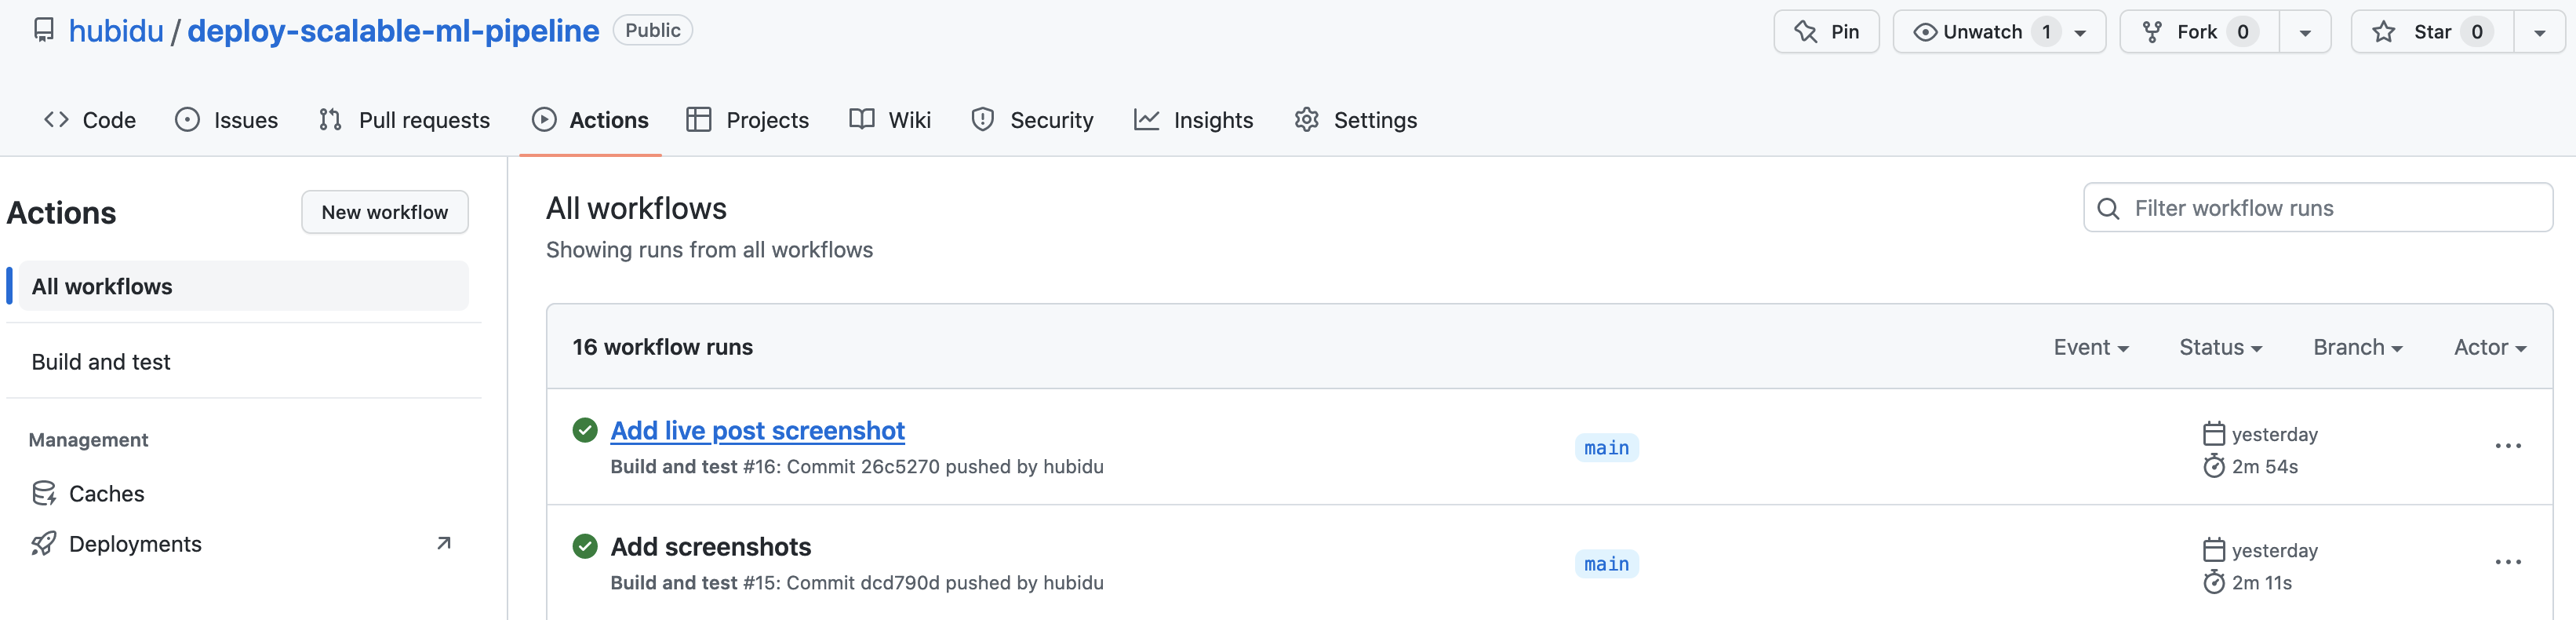 hubidu / deploy-scalable-ml-pipeline Public Pin Unwatch 1 Fork 0 Star 0
Code Issues Pull requests Actions Projects Wiki Security Insights Settings
Actions New workflow
All workflows
Build and test
Management
Caches
Deployments
All workflows
Showing runs from all workflows
Filter workflow runs
16 workflow runs Event Status Branch Actor
Add live post screenshot
Build and test #16: Commit 26c5270 pushed by hubidu
main
yesterday
2m 54s
Add screenshots
Build and test #15: Commit dcd790d pushed by hubidu
main
yesterday
2m 11s